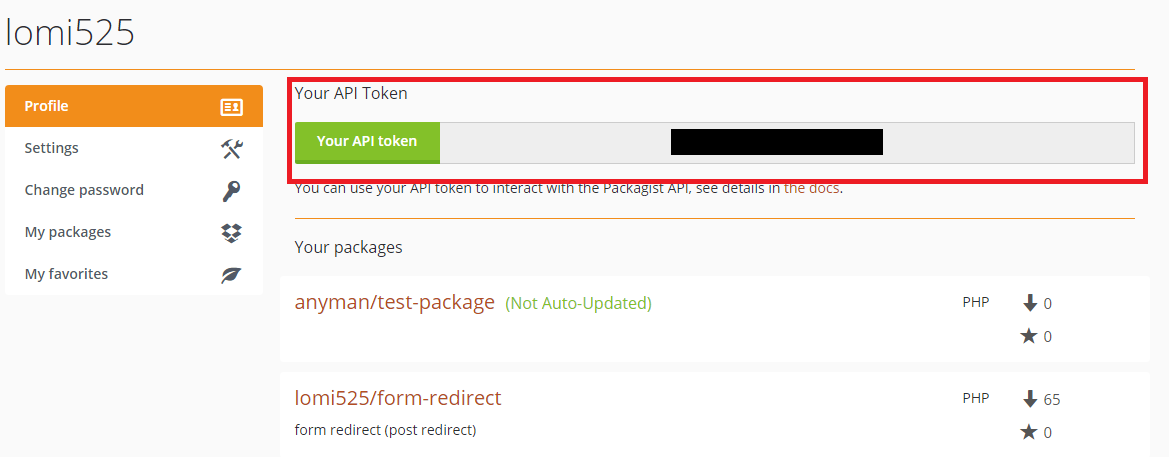 lomi525
Profile
Settings
Change password
My packages
My favorites
Your API Token
Your API token
You can use your API token to interact with the Packagist API, see details in the docs.
Your packages
anyman/test-package (Not Auto-Updated) PHP 0
0
lomi525/form-redirect PHP 65
form redirect (post redirect) 0